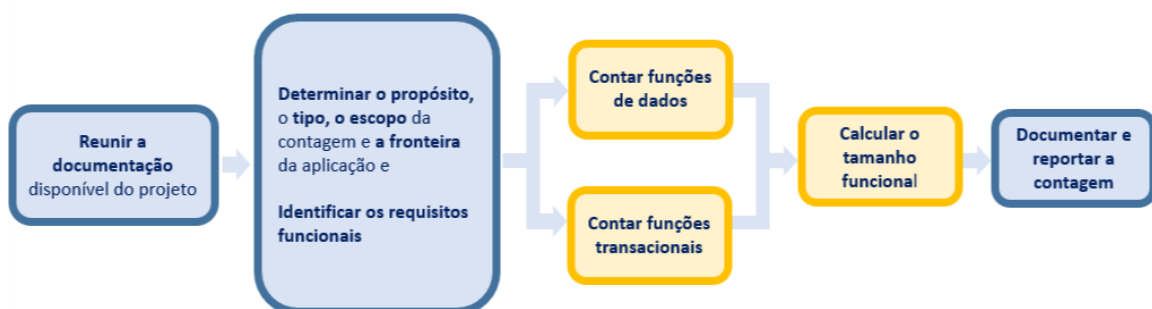 Reunir a
documentação
disponível do projeto
Determinar o propósito,
o tipo, o escopo da
contagem e a fronteira
da aplicação e
Identificar os requisitos
funcionais
Contar funções
de dados
Contar funções
transacionais
Calcular o
tamanho
funcional
Documentar e
reportar a
contagem